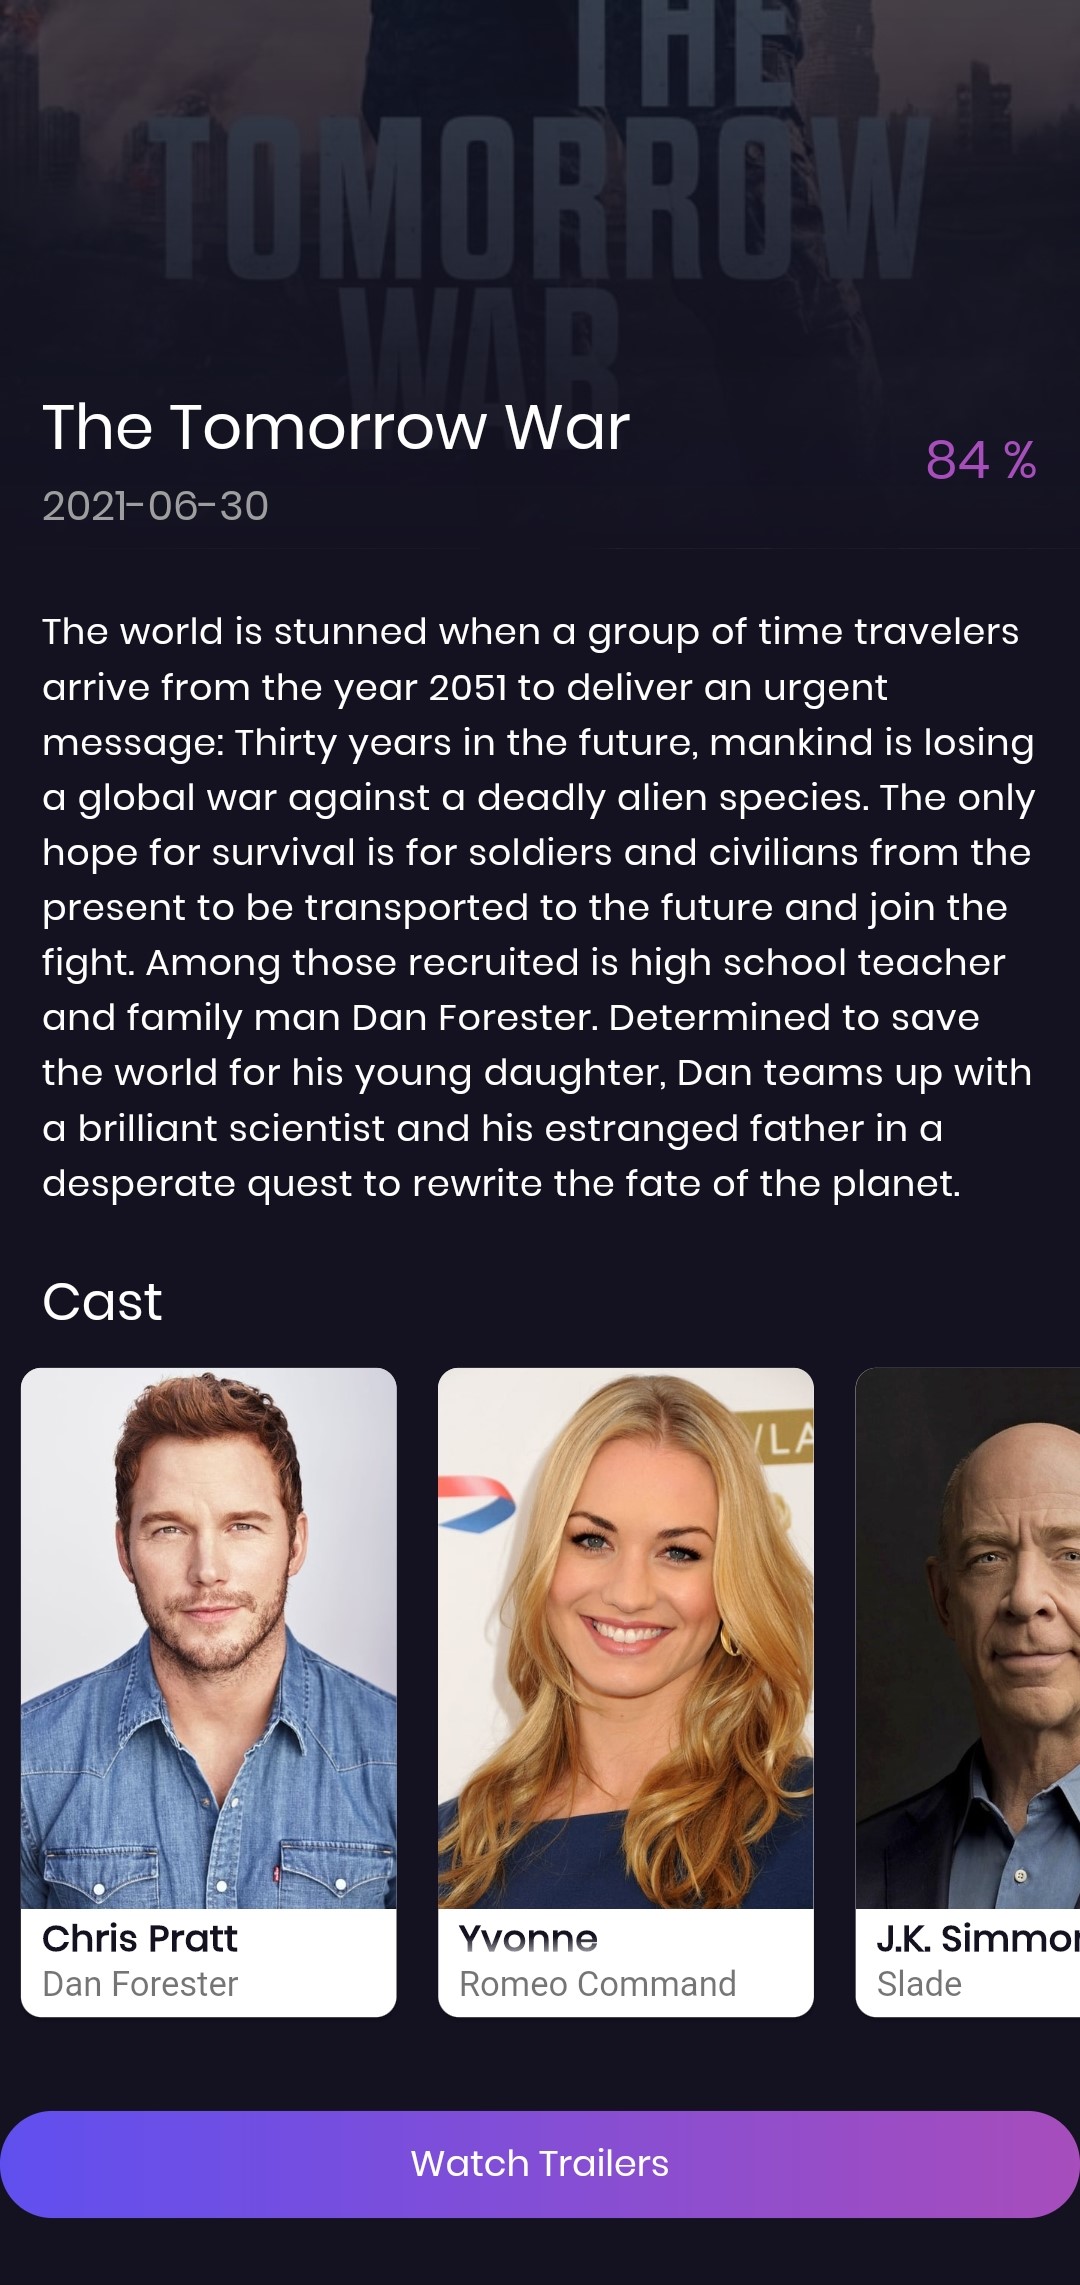 THE
TOMORROW
WAR
The Tomorrow War
84 %
2021-06-30
The world is stunned when a group of time travelers
arrive from the year 2051 to deliver an urgent
message: Thirty years in the future, mankind is losing
a global war against a deadly alien species. The only
hope for survival is for soldiers and civilians from the
present to be transported to the future and join the
fight. Among those recruited is high school teacher
and family man Dan Forester. Determined to save
the world for his young daughter, Dan teams up with
a brilliant scientist and his estranged father in a
desperate quest to rewrite the fate of the planet.
Cast
Chris Pratt
Dan Forester
Yvonne
Romeo Command
J.K.
Slade
Watch Trailers